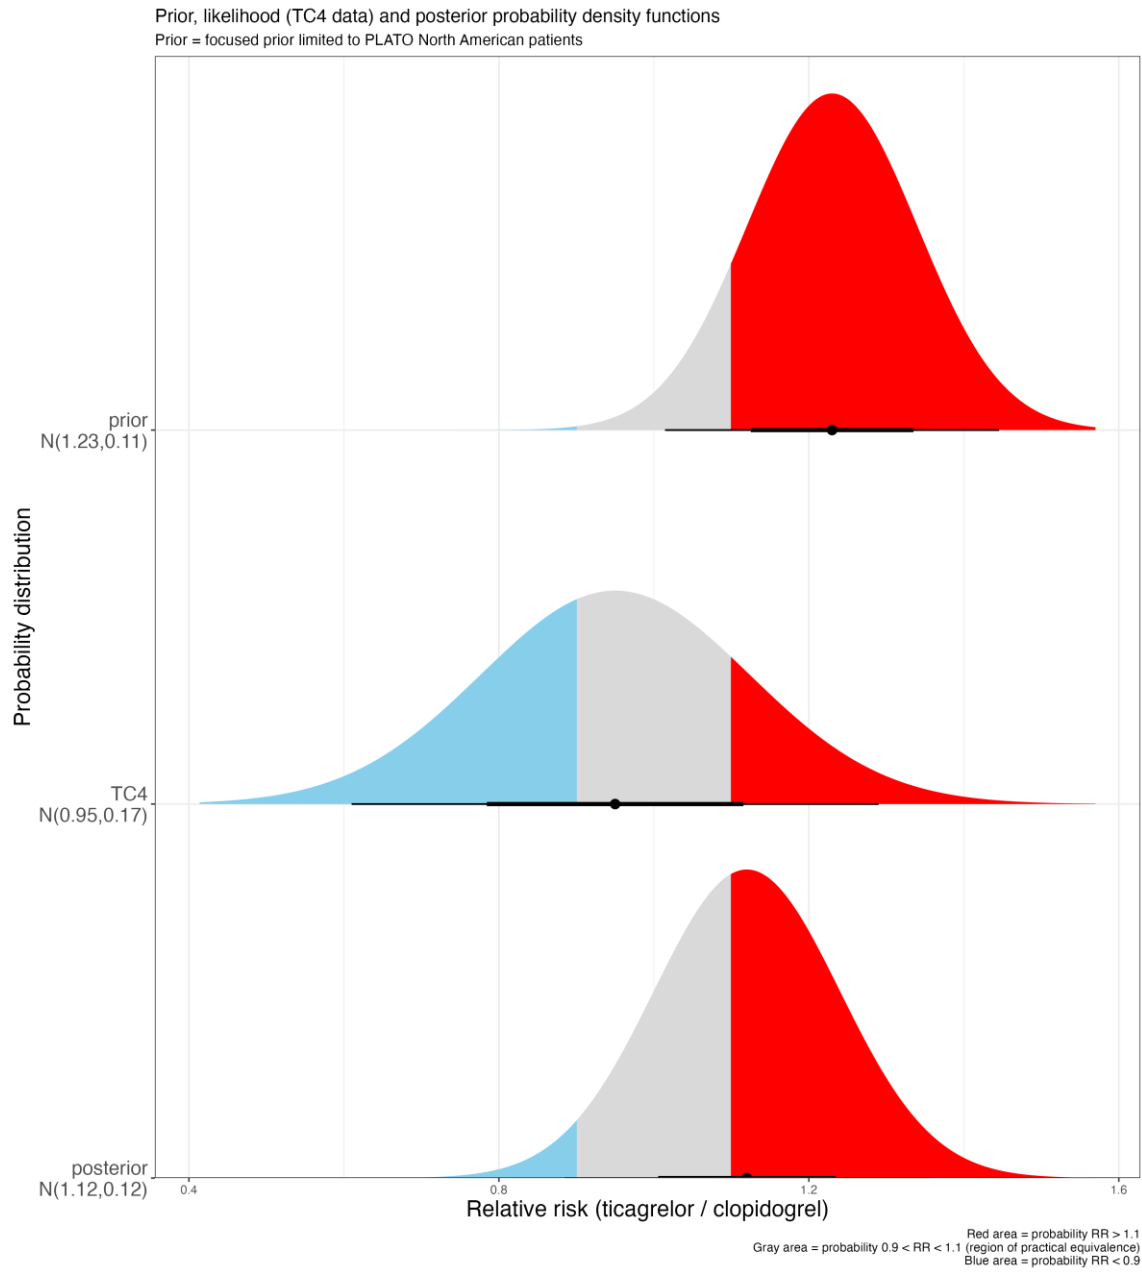 Prior, likelihood (TC4 data) and posterior probability density functions
Prior = focused prior limited to PLATO North American patients
Probability distribution
prior
N(1.23,0.11)
TC4
N(0.95,0.17)
posterior
N(1.12,0.12)
0.4
0.8
1.2
1.6
Relative risk (ticagrelor / clopidogrel)
Red area = probability RR > 1.1
Gray area = probability 0.9 < RR < 1.1 (region of practical equivalence)
Blue area = probability RR < 0.9